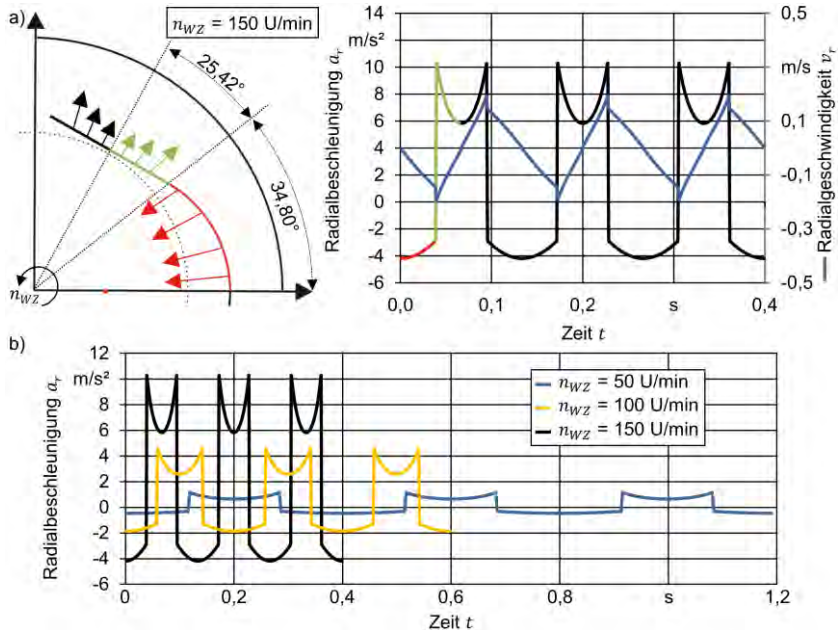 a)
n_WZ = 150 U/min
25,42°
34,80°
n_WZ
Radialbeschleunigung a_r
m/s²
14
12
10
8
6
4
2
0
-2
-4
-6
0,0
0,1
0,2
s
0,4
Zeit t
0,5
m/s
0,3
0,1
-0,1
-0,2
-0,3
-0,5
Radialgeschwindigkeit v_r
b)
Radialbeschleunigung a_r
12
m/s²
8
6
4
2
0
-2
-4
-6
n_WZ = 50 U/min
n_WZ = 100 U/min
n_WZ = 150 U/min
0
0,2
0,4
0,6
0,8
s
1,2
Zeit t